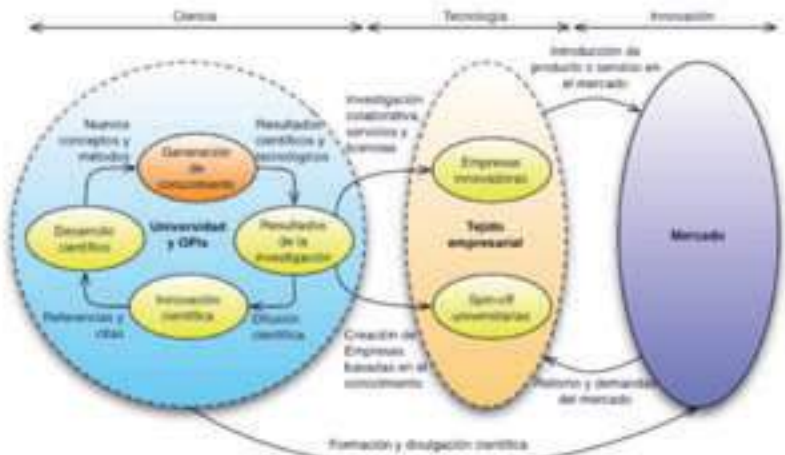 Ciencia
Tecnología
Innovación
Introducción de
producto o servicio en
el mercado
Nuevos
conceptos y
métodos
Generación
de
conocimiento
Resultados
científicos y
tecnológicos
Investigación
colaborativa,
servicios y
licencias
Empresas
innovadoras
Desarrollo
científico
Universidad
y OPIs
Resultados
de la
investigación
Tejido
empresarial
Mercado
Innovación
científica
Spin-off
universitarias
Referencias y
citas
Difusión
científica
Creación de
Empresas
basadas en el
conocimiento
Retorno y demandas
del mercado
Formación y divulgación científica